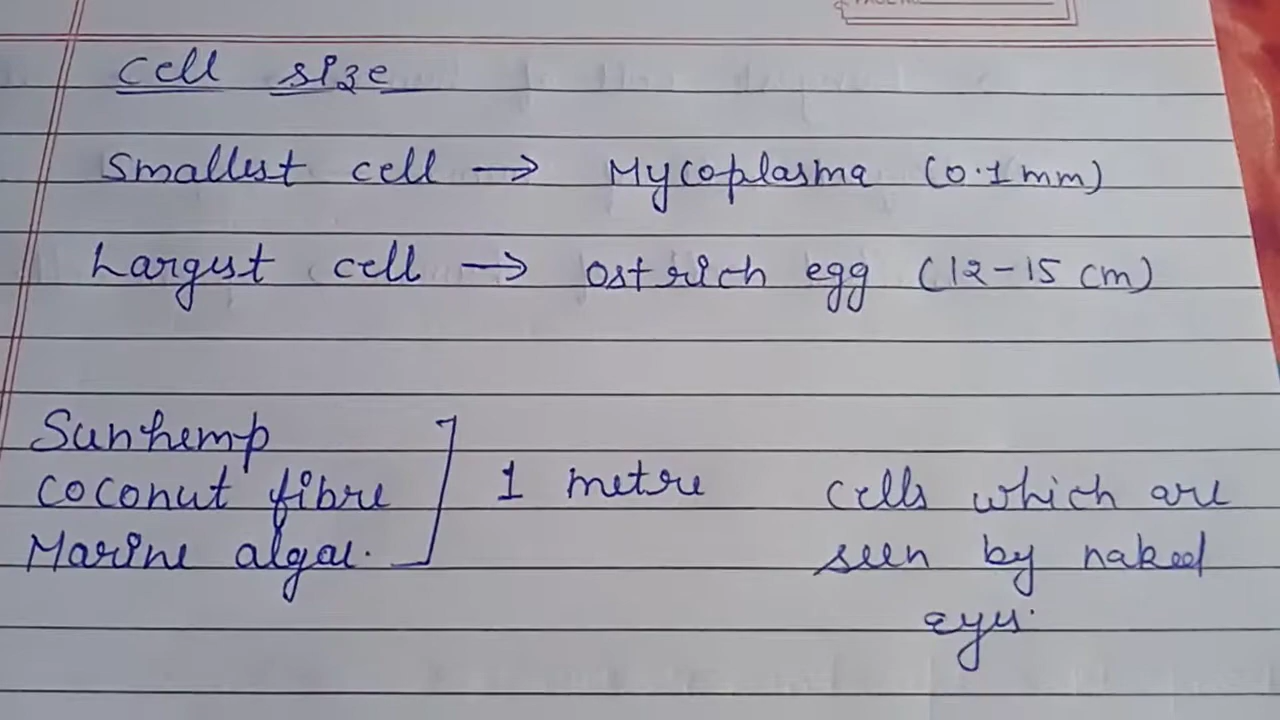 Cell size
Smallest cell → Mycoplasma (0.1mm)
Largest cell → Ostrich egg (12-15 cm)
Sunhemp
Coconut fibre
Marine algae.
1 metre
cells which are
seen by naked
eyes.